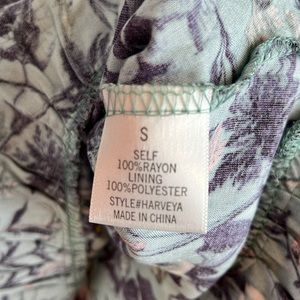 S
SELF
100%RAYON
LINING
100%POLYESTER
STYLE#HARVEYA
MADE IN CHINA